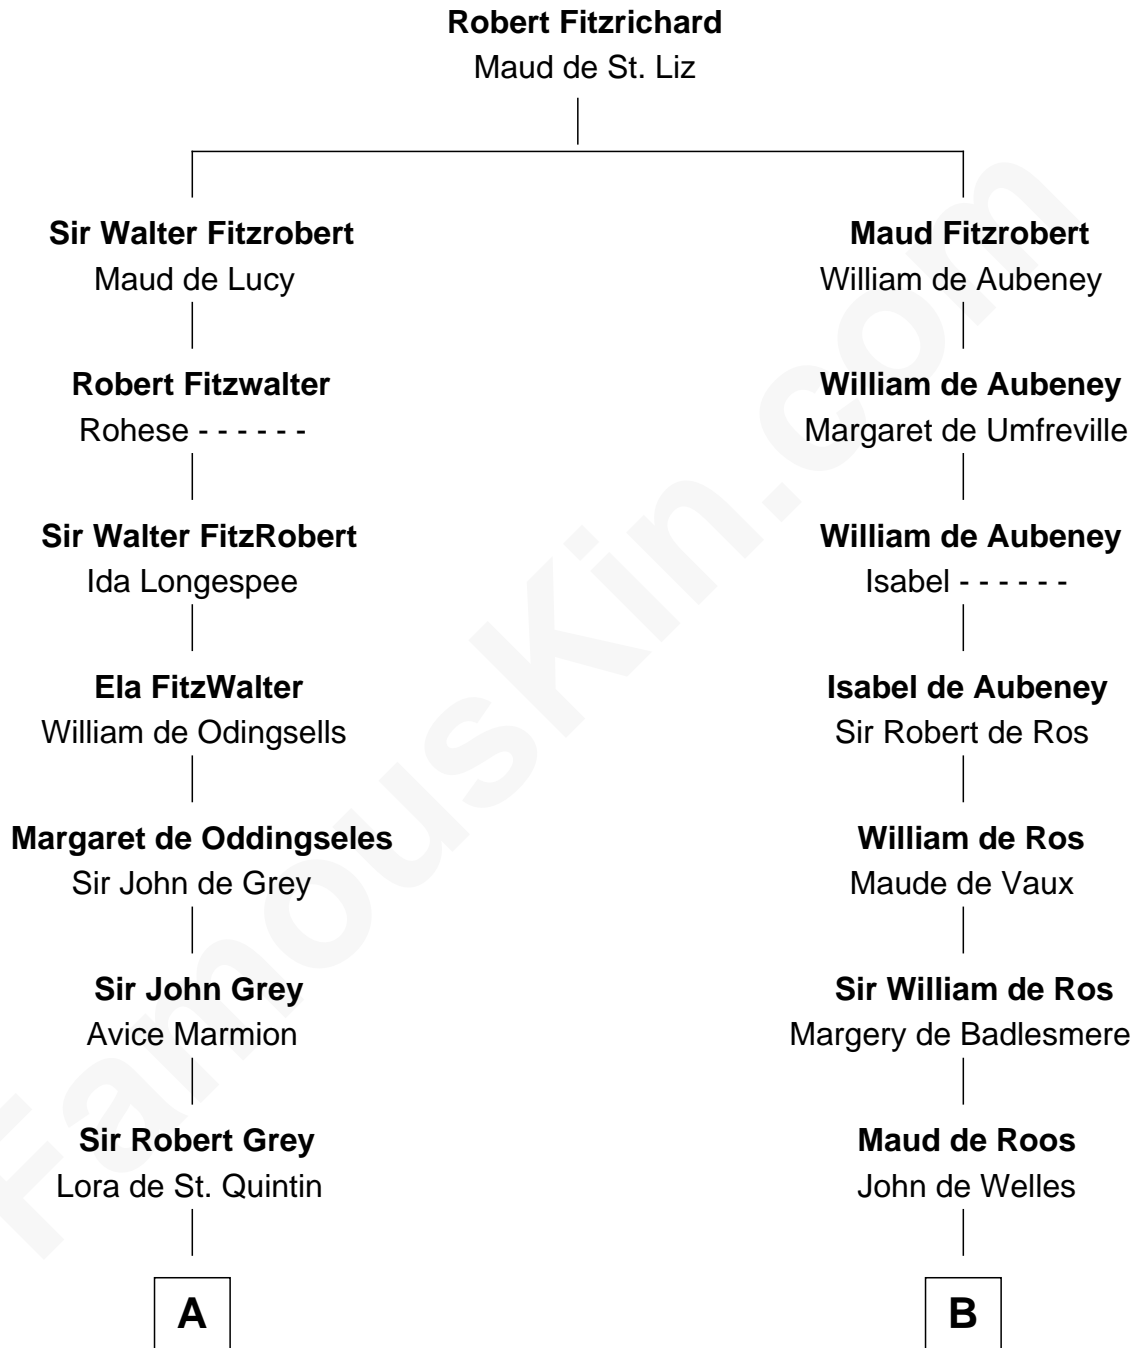 Robert Fitzrichard
Maud de St. Liz
Sir Walter Fitzrobert
Maud de Lucy
Robert Fitzwalter
Rohese - - - - - -
Sir Walter FitzRobert
Ida Longespee
Ela FitzWalter
William de Odingsells
Margaret de Oddingseles
Sir John de Grey
Sir John Grey
Avice Marmion
Sir Robert Grey
Lora de St. Quintin
A
Maud Fitzrobert
William de Aubeney
William de Aubeney
Margaret de Umfreville
William de Aubeney
Isabel - - - - - -
Isabel de Aubeney
Sir Robert de Ros
William de Ros
Maude de Vaux
Sir William de Ros
Margery de Badlesmere
Maud de Roos
John de Welles
B
FamousKin.com